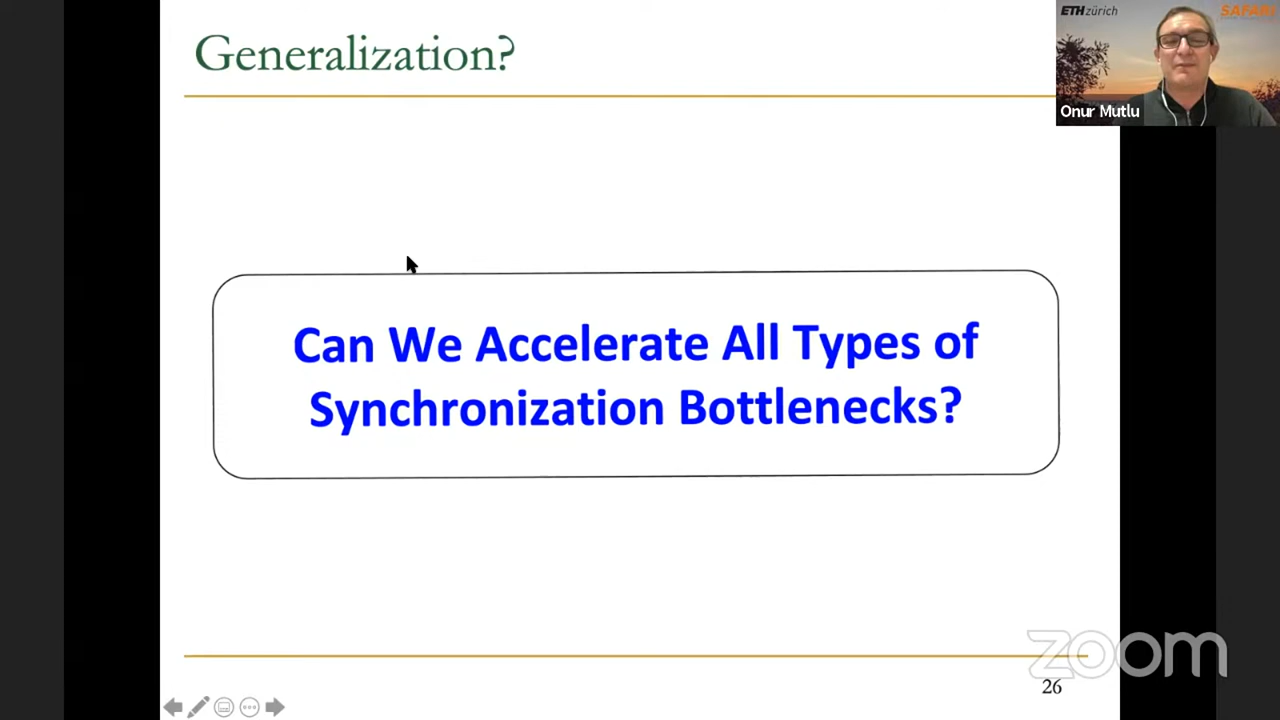 Generalization?
ETH zürich
SAFARI
Onur Mutlu
Can We Accelerate All Types of
Synchronization Bottlenecks?
zoom
26